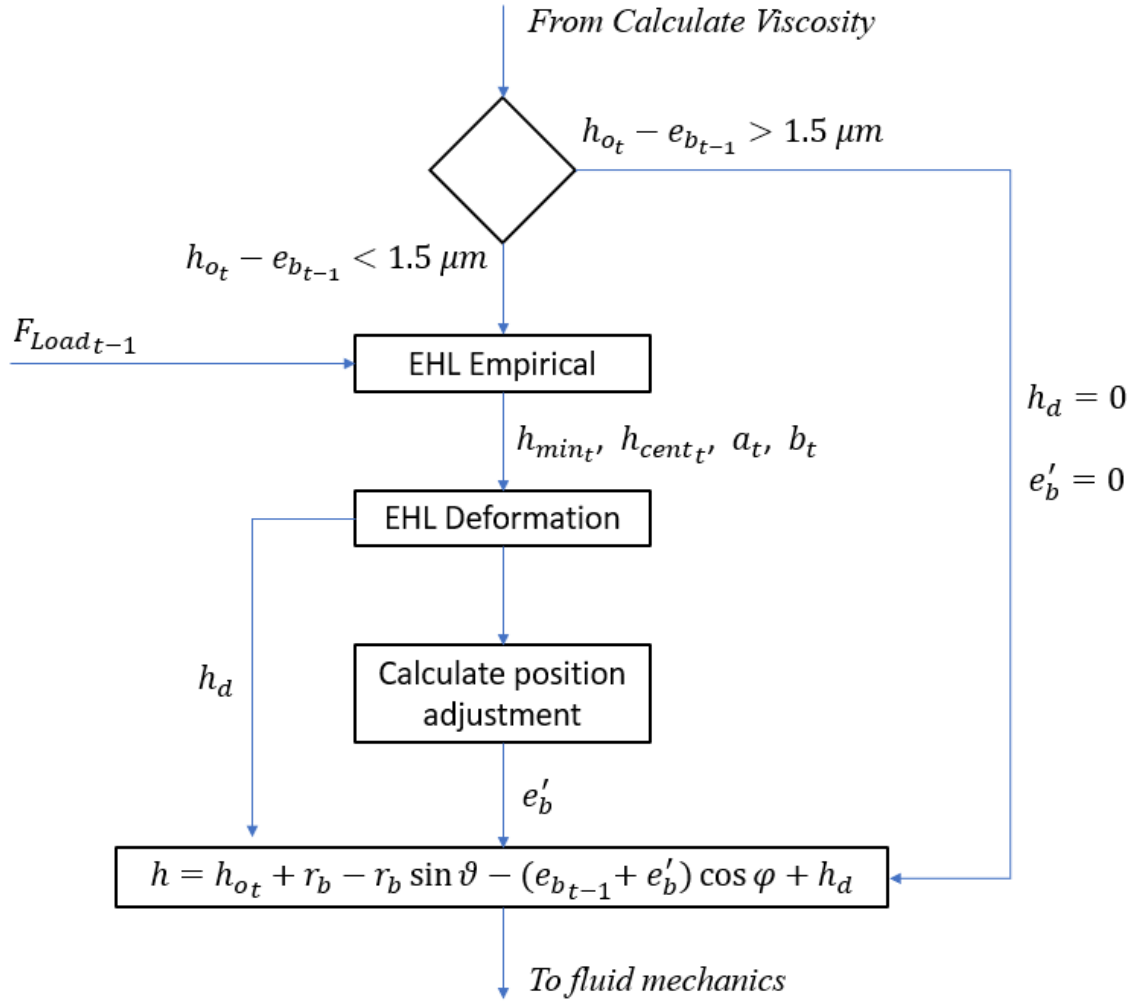 From Calculate Viscosity
h_{o_t} − e_{b_{t−1}} > 1.5 μm
h_{o_t} − e_{b_{t−1}} < 1.5 μm
F_{Load_{t−1}}
EHL Empirical
h_d = 0
e′_b = 0
h_{min_t}, h_{cent_t}, a_t, b_t
EHL Deformation
h_d
Calculate position
adjustment
e′_b
h = h_{o_t} + r_b − r_b sin ϑ − (e_{b_{t−1}} + e′_b) cos φ + h_d
To fluid mechanics